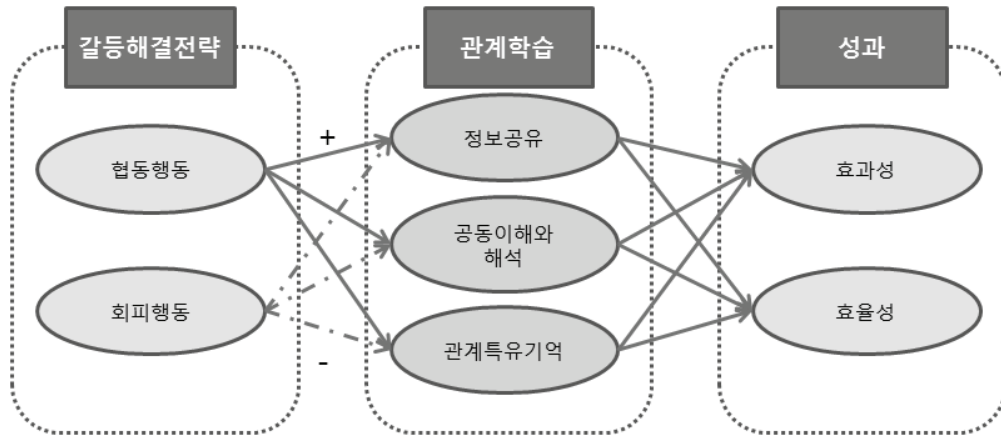 갈등해결전략
관계학습
성과
협동행동
회피행동
+
-
정보공유
공동이해와
해석
관계특유기억
효과성
효율성